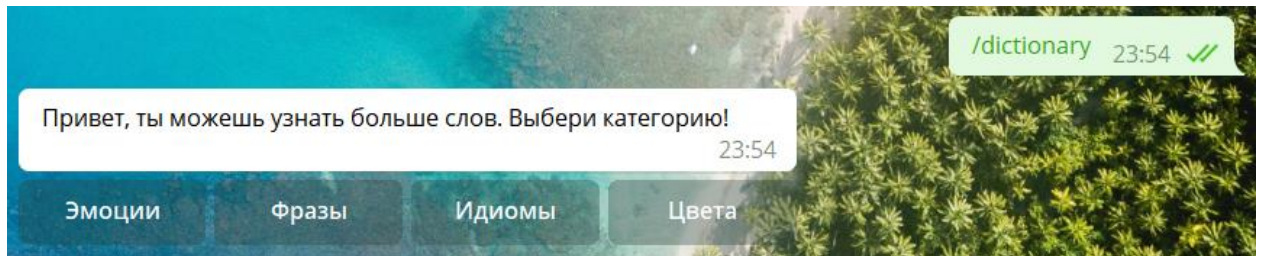 /dictionary 23:54
Привет, ты можешь узнать больше слов. Выбери категорию!
23:54
Эмоции Фразы Идиомы Цвета